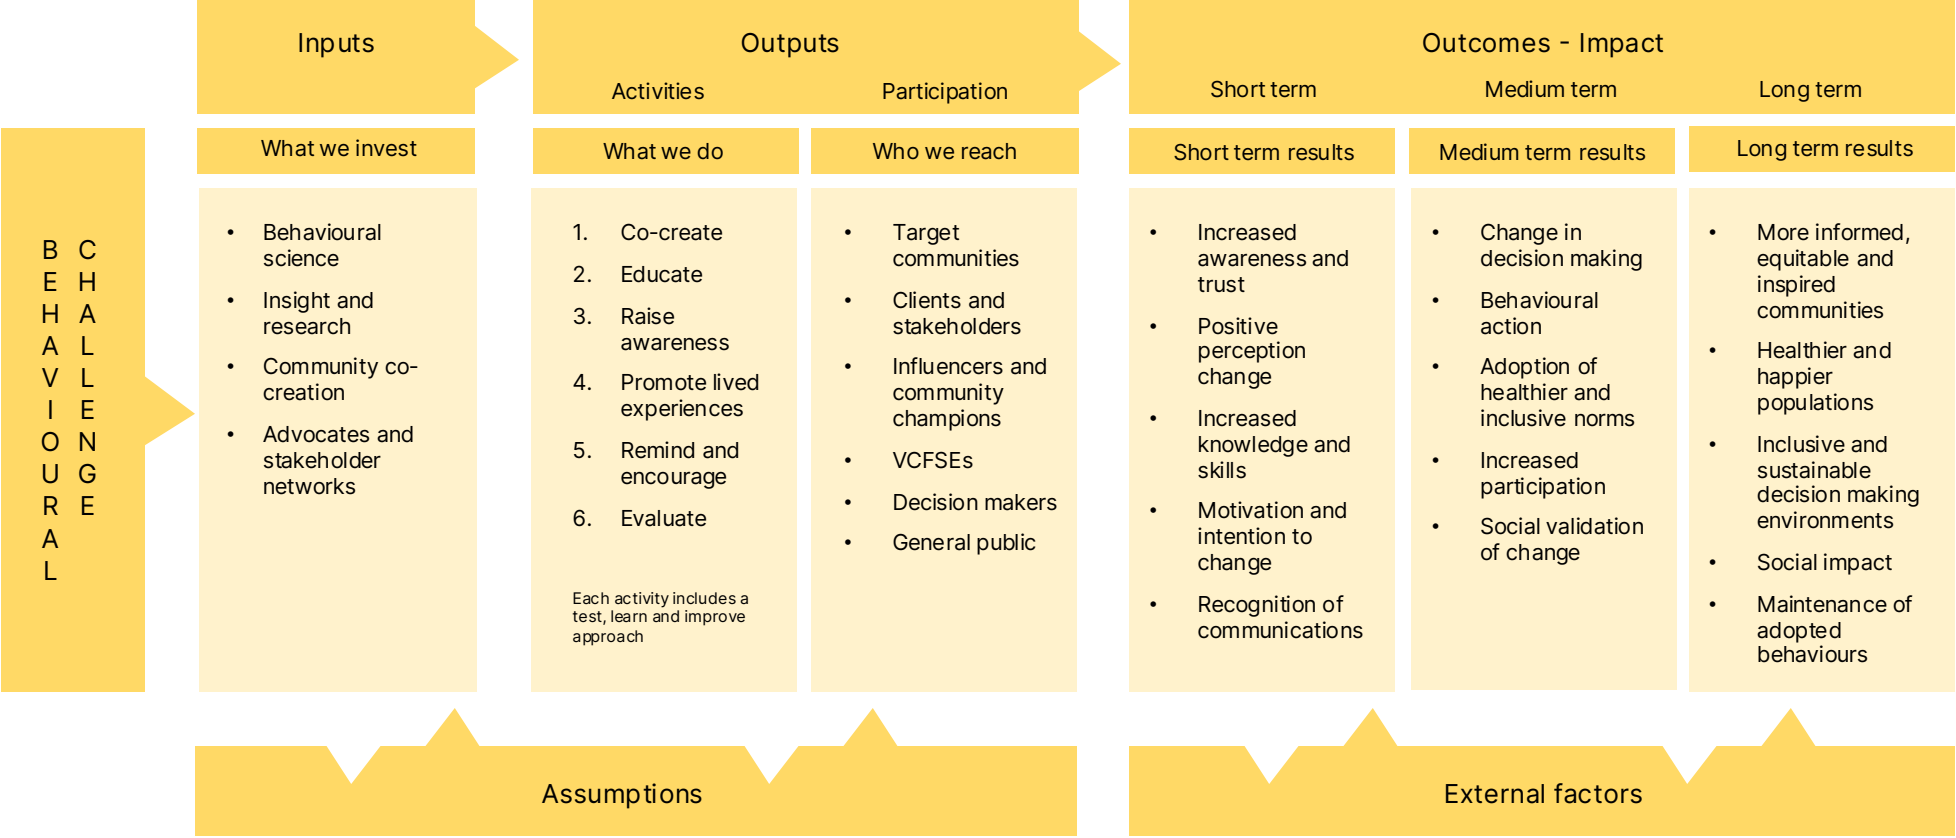 BEHAVIOURAL
CHALLENGE
Inputs
What we invest
• Behavioural
science
• Insight and
research
• Community co-
creation
• Advocates and
stakeholder
networks
Outputs
Activities
What we do
1. Co-create
2. Educate
3. Raise
awareness
4. Promote lived
experiences
5. Remind and
encourage
6. Evaluate
Each activity includes a
test, learn and improve
approach
Participation
Who we reach
• Target
communities
• Clients and
stakeholders
• Influencers and
community
champions
• VCFSEs
• Decision makers
• General public
Outcomes - Impact
Short term
Short term results
• Increased
awareness and
trust
• Positive
perception
change
• Increased
knowledge and
skills
• Motivation and
intention to
change
• Recognition of
communications
Medium term
Medium term results
• Change in
decision making
• Behavioural
action
• Adoption of
healthier and
inclusive norms
• Increased
participation
• Social validation
of change
Long term
Long term results
• More informed,
equitable and
inspired
communities
• Healthier and
happier
populations
• Inclusive and
sustainable
decision making
environments
• Social impact
• Maintenance of
adopted
behaviours
Assumptions
External factors